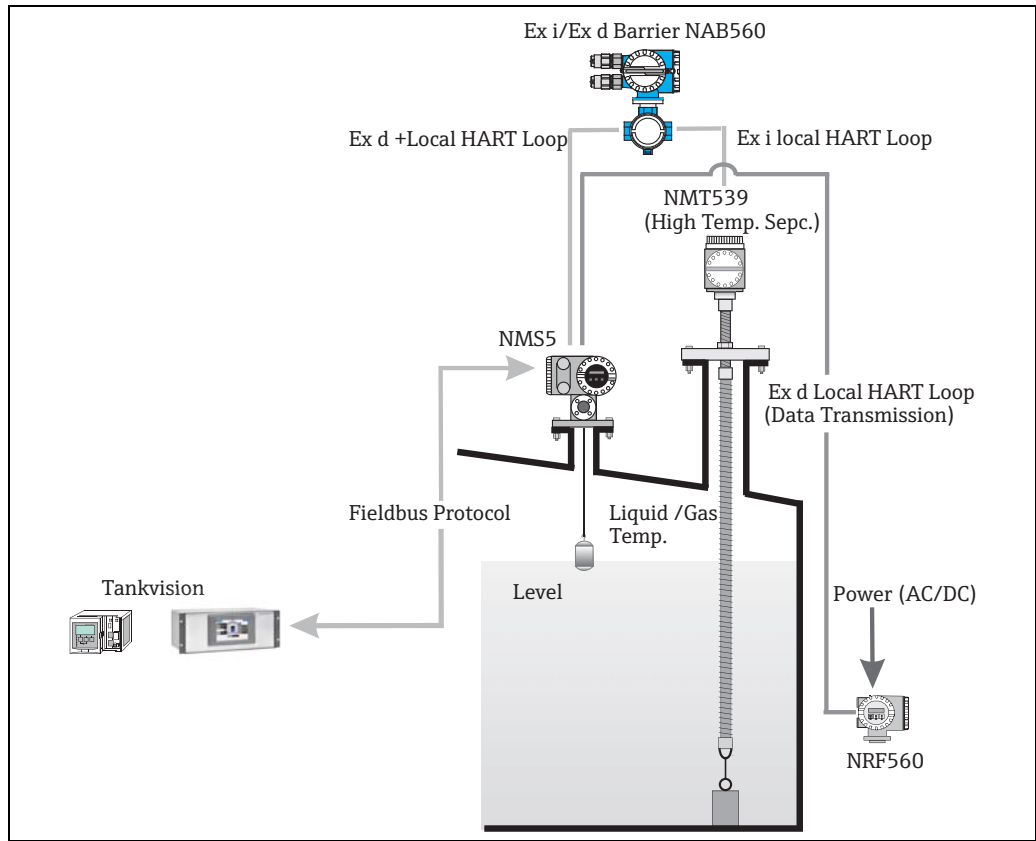 Ex i/Ex d Barrier NAB560
Ex d +Local HART Loop
Ex i local HART Loop
NMT539
(High Temp. Sepc.)
NMS5
Ex d Local HART Loop
(Data Transmission)
Fieldbus Protocol
Liquid /Gas
Temp.
Tankvision
Level
Power (AC/DC)
NRF560